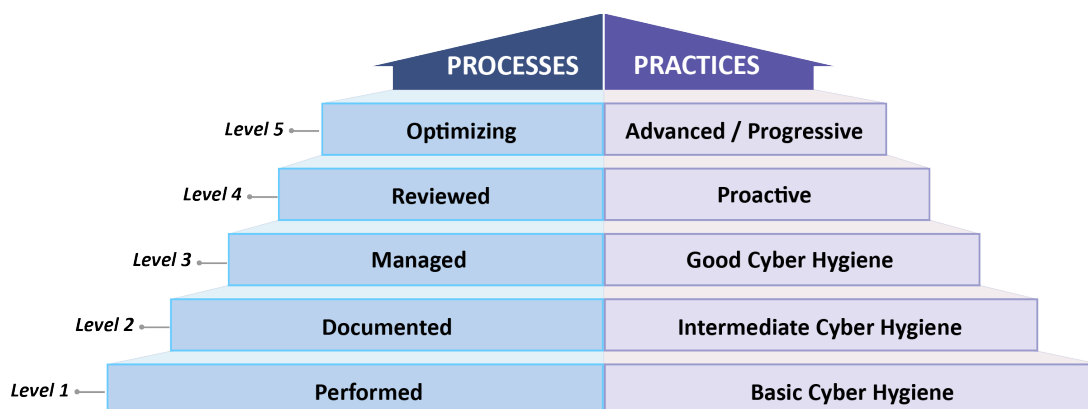 PROCESSES PRACTICES
Level 5 Optimizing Advanced / Progressive
Level 4 Reviewed Proactive
Level 3 Managed Good Cyber Hygiene
Level 2 Documented Intermediate Cyber Hygiene
Level 1 Performed Basic Cyber Hygiene